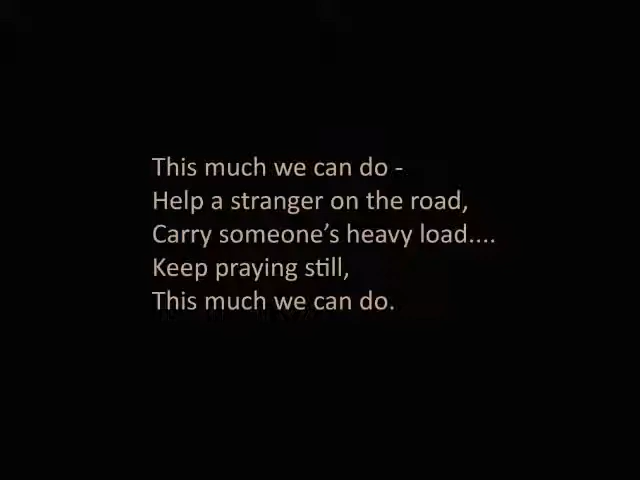 This much we can do -
Help a stranger on the road,
Carry someone’s heavy load....
Keep praying still,
This much we can do.